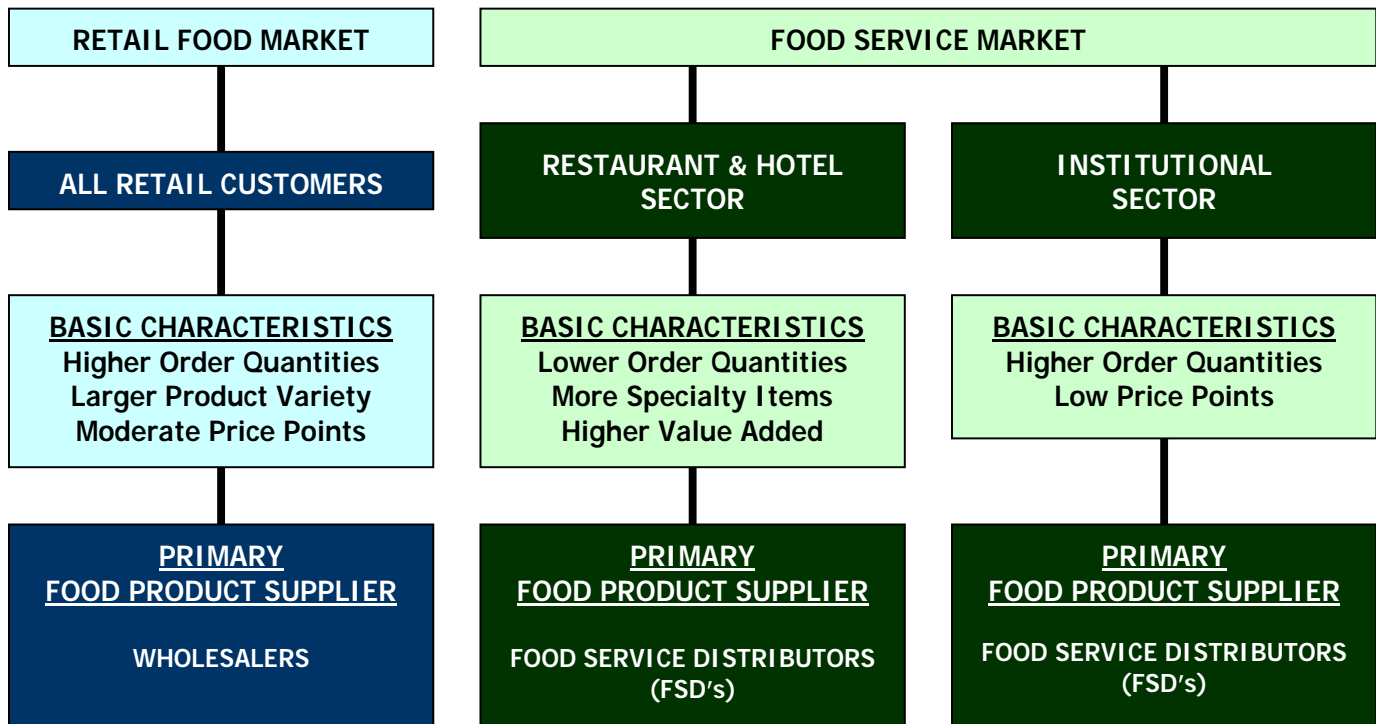 RETAIL FOOD MARKET
ALL RETAIL CUSTOMERS
BASIC CHARACTERISTICS
Higher Order Quantities
Larger Product Variety
Moderate Price Points
PRIMARY
FOOD PRODUCT SUPPLIER
WHOLESALERS
FOOD SERVICE MARKET
RESTAURANT & HOTEL
SECTOR
BASIC CHARACTERISTICS
Lower Order Quantities
More Specialty Items
Higher Value Added
PRIMARY
FOOD PRODUCT SUPPLIER
FOOD SERVICE DISTRIBUTORS
(FSD's)
INSTITUTIONAL
SECTOR
BASIC CHARACTERISTICS
Higher Order Quantities
Low Price Points
PRIMARY
FOOD PRODUCT SUPPLIER
FOOD SERVICE DISTRIBUTORS
(FSD's)